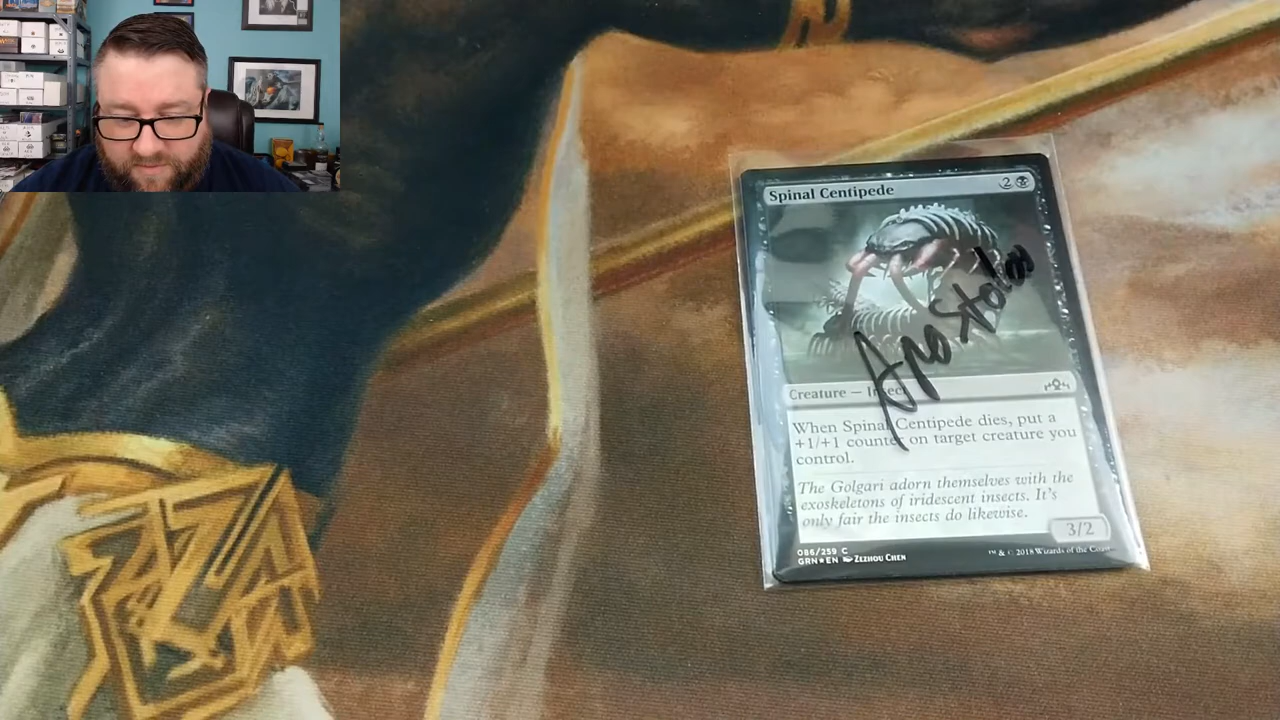 Spinal Centipede
2
Apostolos
Creature — Insect
When Spinal Centipede dies, put a
+1/+1 counter on target creature you
control.
The Golgari adorn themselves with the
exoskeletons of iridescent insects. It's
only fair the insects do likewise.
3/2
086/259 C
GRN★EN Zezhou Chen
™ & © 2018 Wizards of the Coast